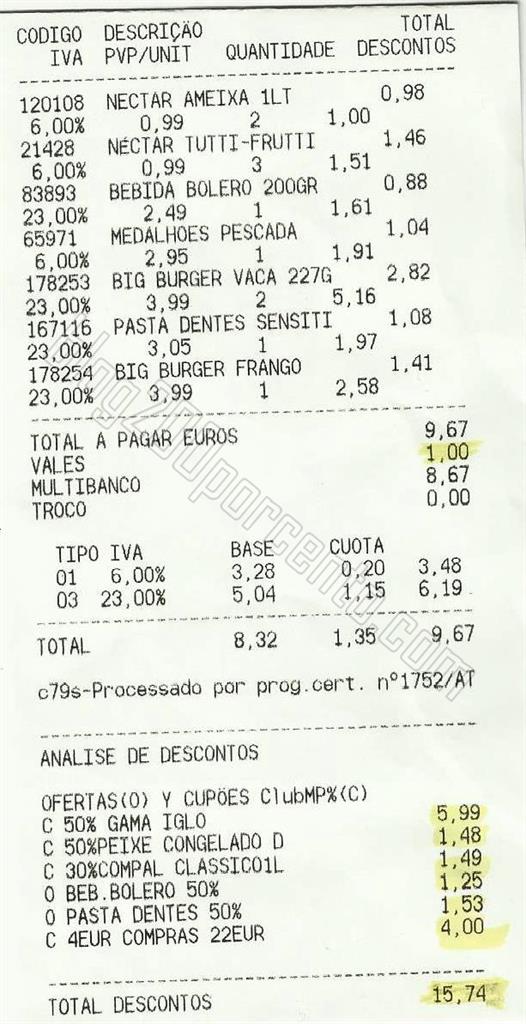 CODIGO DESCRIÇÃO TOTAL
IVA PVP/UNIT QUANTIDADE DESCONTOS
120108 NECTAR AMEIXA 1LT 0,98
6,00% 0,99 2 1,00
21428 NÉCTAR TUTTI-FRUTTI 1,46
6,00% 0,99 3 1,51
83893 BEBIDA BOLERO 200GR 0,88
23,00% 2,49 1 1,61
65971 MEDALHOES PESCADA 1,04
6,00% 2,95 1 1,91
178253 BIG BURGER VACA 227G 2,82
23,00% 3,99 2 5,16
167116 PASTA DENTES SENSITI 1,08
23,00% 3,05 1 1,97
178254 BIG BURGER FRANGO 1,41
23,00% 3,99 1 2,58
TOTAL A PAGAR EUROS 9,67
VALES 1,00
MULTIBANCO 8,67
TROCO 0,00
TIPO IVA BASE CUOTA
01 6,00% 3,28 0,20 3,48
03 23,00% 5,04 1,15 6,19
TOTAL 8,32 1,35 9,67
c79s-Processado por prog.cert. nº1752/AT
ANALISE DE DESCONTOS
OFERTAS(O) Y CUPÕES ClubMP%(C)
C 50% GAMA IGLO 5,99
C 50%PEIXE CONGELADO D 1,48
C 30%COMPAL CLASSICO1L 1,49
O BEB.BOLERO 50% 1,25
O PASTA DENTES 50% 1,53
C 4EUR COMPRAS 22EUR 4,00
TOTAL DESCONTOS 15,74
blog200porcento.com